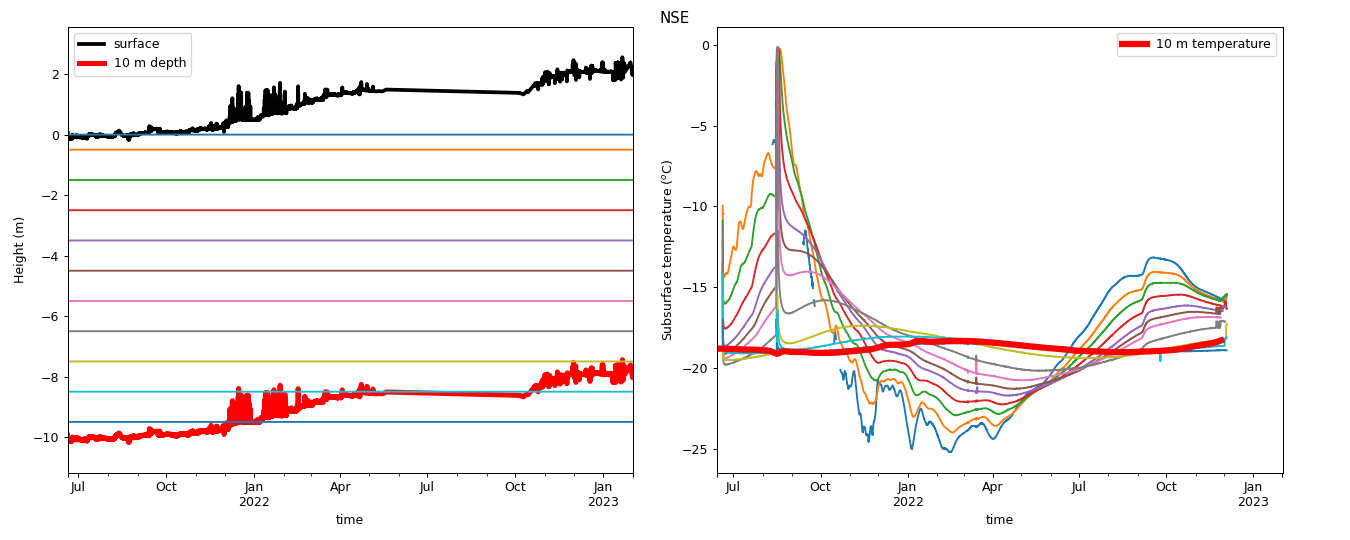 NSE
surface
10 m depth
Height (m)
2
0
−2
−4
−6
−8
−10
Jul
Oct
Jan
2022
Apr
Jul
Oct
Jan
2023
time
10 m temperature
Subsurface temperature (°C)
0
−5
−10
−15
−20
−25
Jul
Oct
Jan
2022
Apr
Jul
Oct
Jan
2023
time